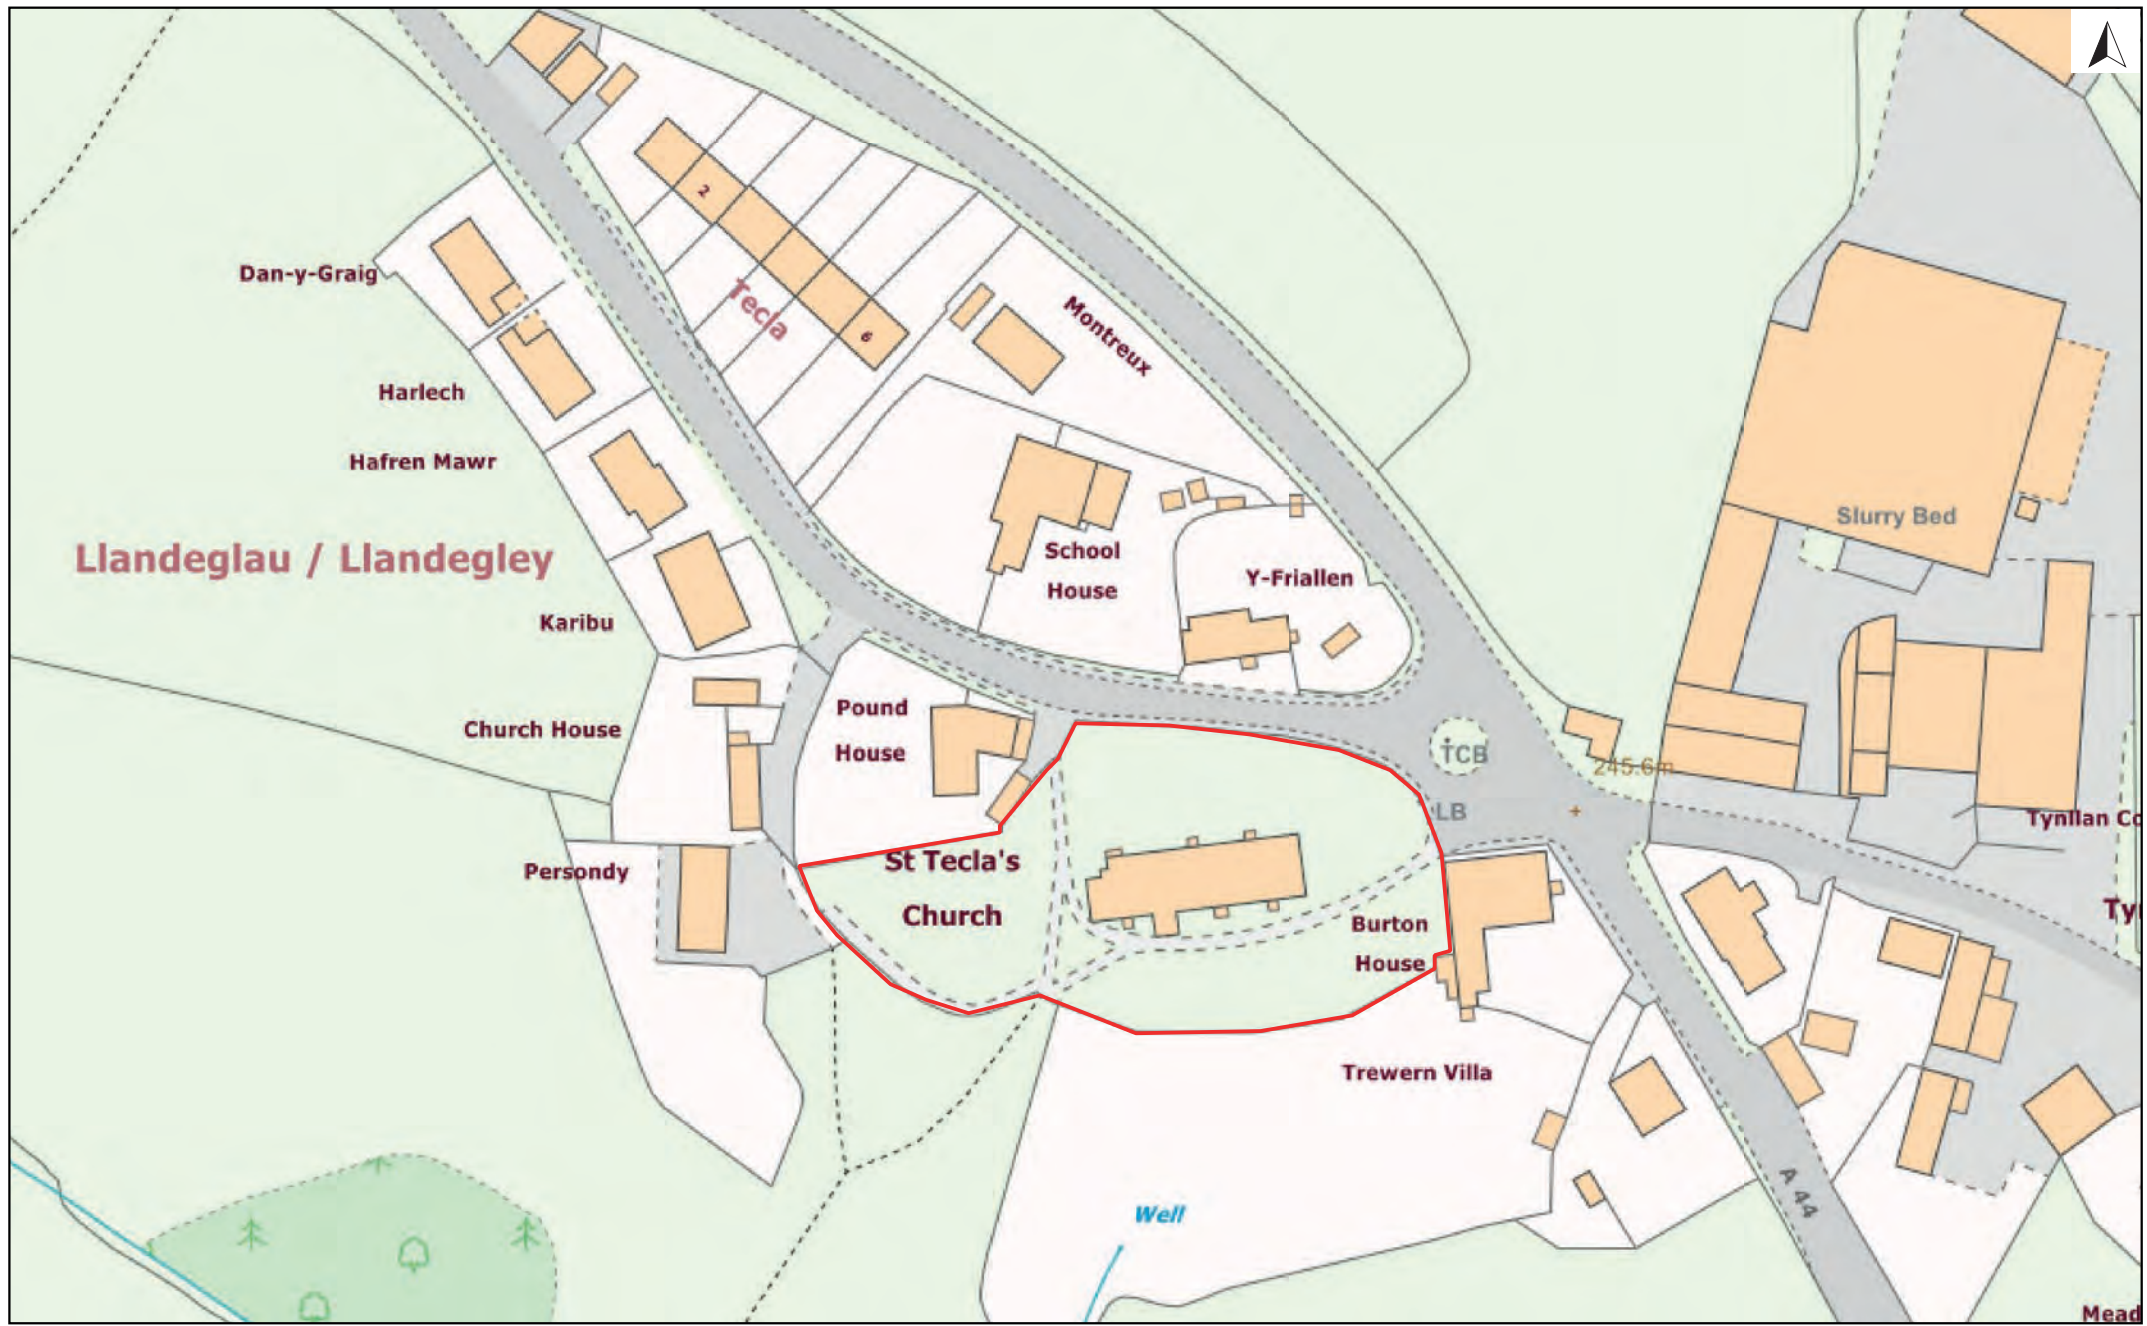 2
Dan-y-Graig
Tecla
6
Montreux
Harlech
Hafren Mawr
Slurry Bed
Llandeglau / Llandegley
School
House
Y-Friallen
Karibu
Pound
House
Church House
TCB
245.6m
LB
Tynllan Co
Persondy
St Tecla's
Church
Burton
House
Ty
Trewern Villa
A 44
Well
Mead